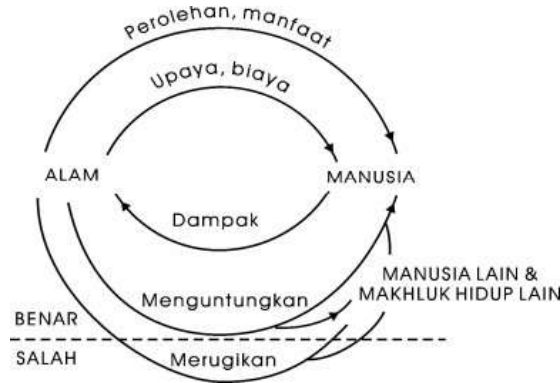 Perolehan, manfaat
Upaya, biaya
ALAM
MANUSIA
Dampak
Menguntungkan
MANUSIA LAIN &
MAKHLUK HIDUP LAIN
BENAR
SALAH
Merugikan